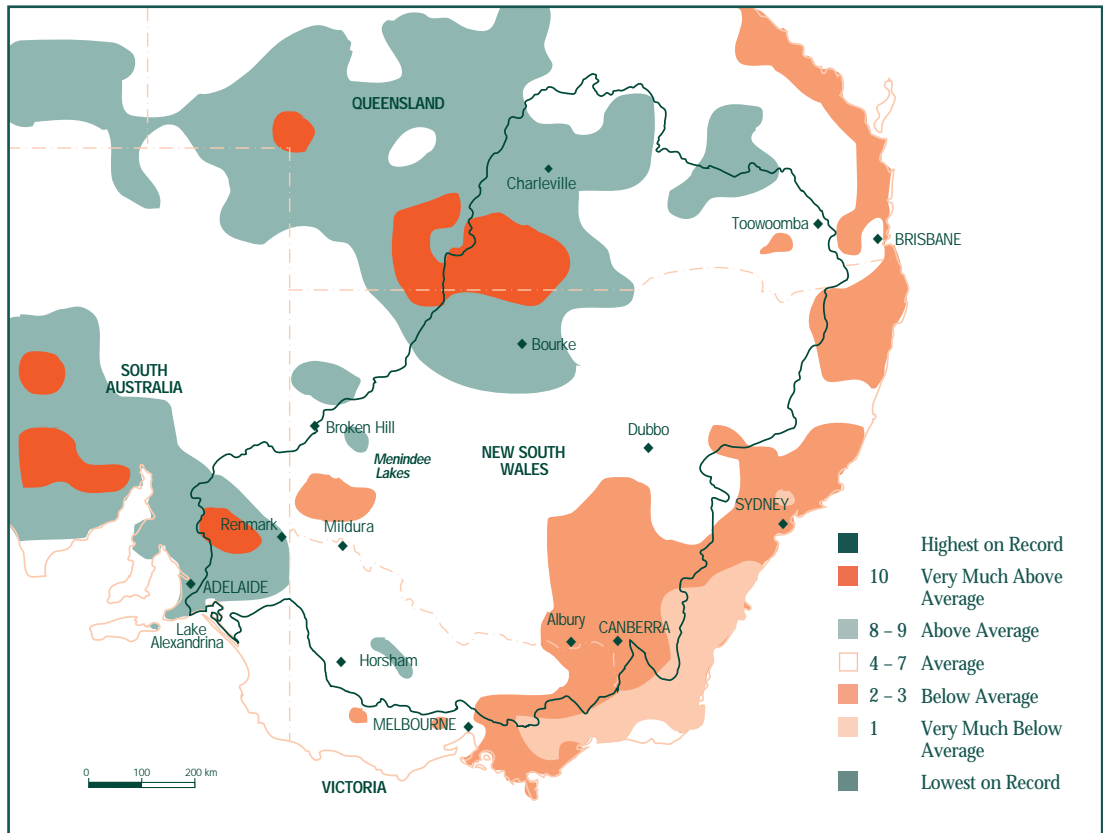 QUEENSLAND
Charleville
Toowoomba
BRISBANE
Bourke
SOUTH
AUSTRALIA
Broken Hill
Menindee
Lakes
NEW SOUTH
WALES
Dubbo
SYDNEY
Renmark
Mildura
ADELAIDE
Lake
Alexandrina
Albury
CANBERRA
Horsham
MELBOURNE
VICTORIA
0 100 200 km
Highest on Record
10 Very Much Above
Average
8 – 9 Above Average
4 – 7 Average
2 – 3 Below Average
1 Very Much Below
Average
Lowest on Record